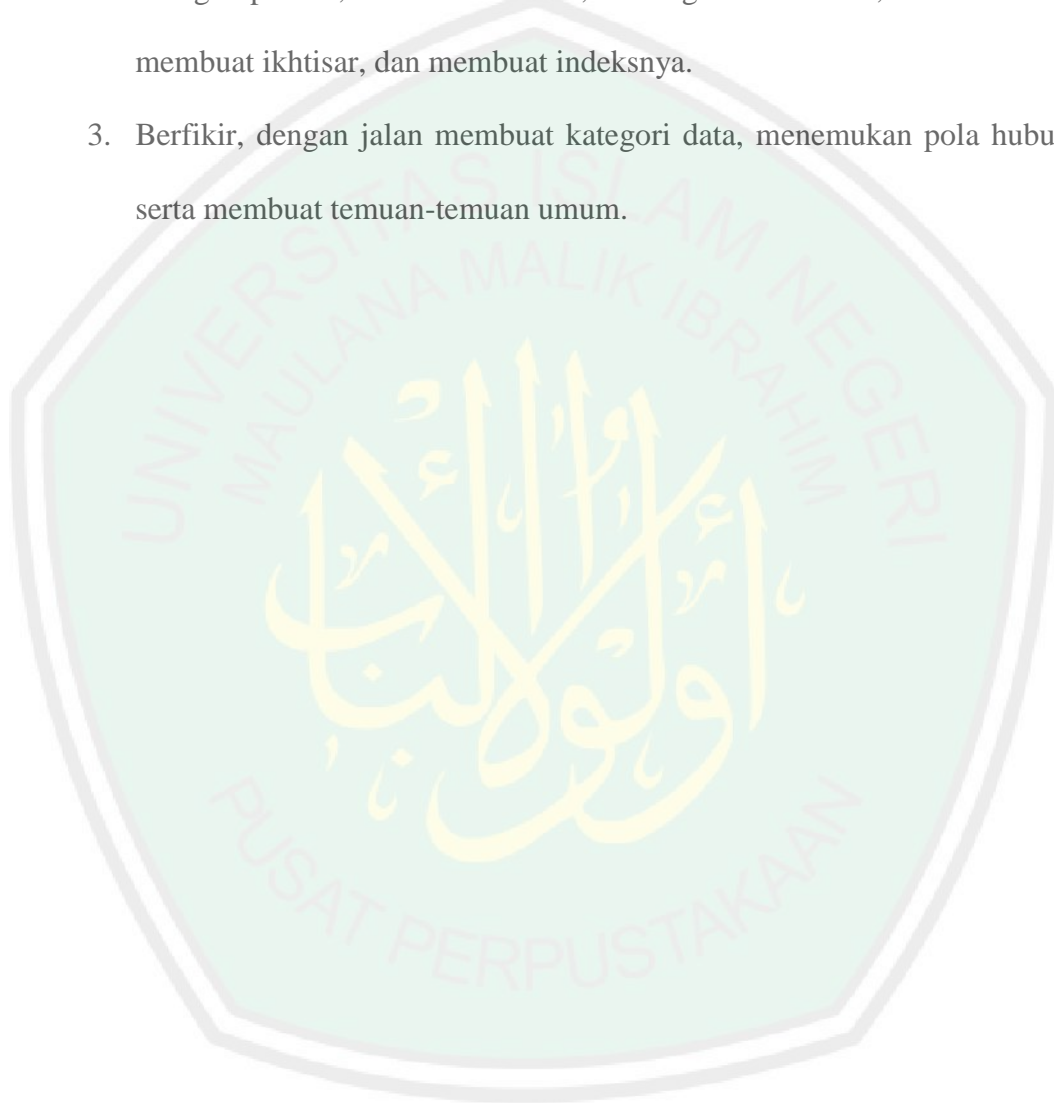 membuat ikhtisar, dan membuat indeksnya.
3. Berfikir, dengan jalan membuat kategori data, menemukan pola hubu
serta membuat temuan-temuan umum.
UNIVERSITAS ISLAM NEGERI
MAULANA MALIK IBRAHIM
PUSAT PERPUSTAKAAN